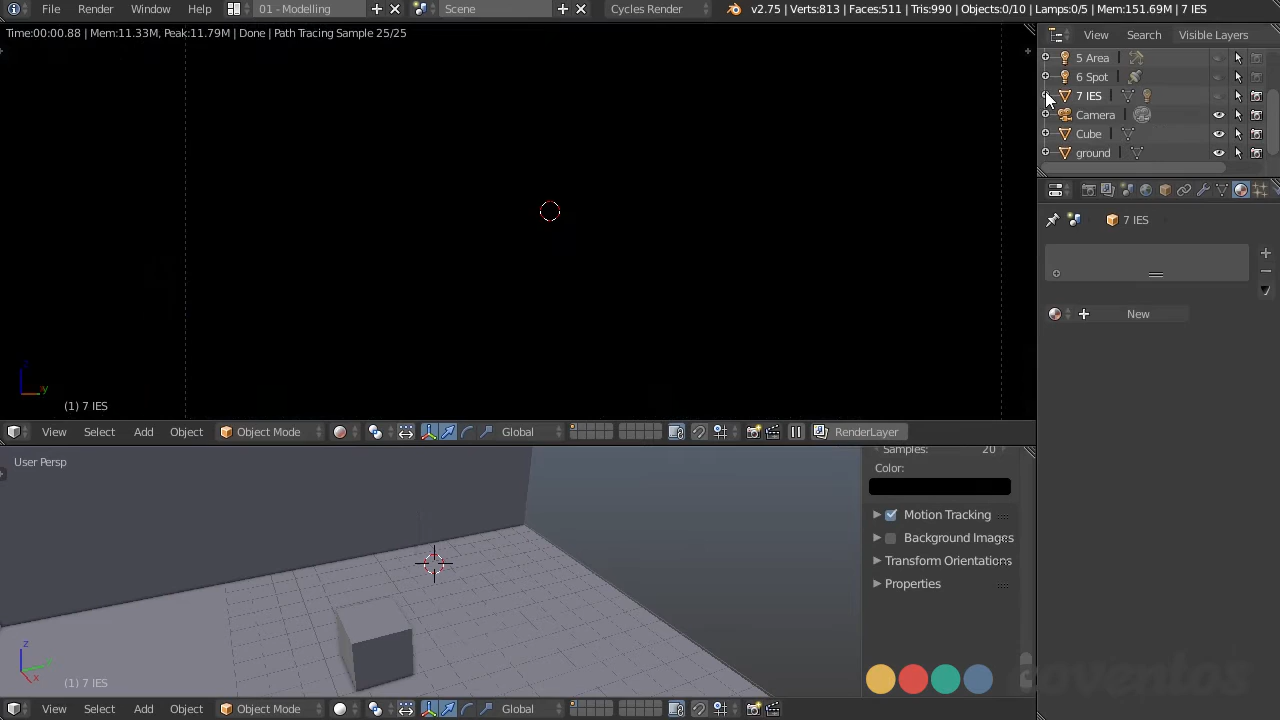 File Render Window Help 01 - Modelling Scene Cycles Render v2.75 | Verts:813 | Faces:511 | Tris:990 | Objects:0/10 | Lamps:0/5 | Mem:151.69M | 7 IES
Time:00:00.88 | Mem:11.33M, Peak:11.79M | Done | Path Tracing Sample 25/25
View Search Visible Layers
5 Area
6 Spot
7 IES
Camera
Cube
ground
7 IES
New
z
y
(1) 7 IES
View Select Add Object Object Mode Global RenderLayer
User Persp
Samples: 20
Color:
Motion Tracking
Background Images
Transform Orientations
Properties
z
y
x
(1) 7 IES
oventos
View Select Add Object Object Mode Global